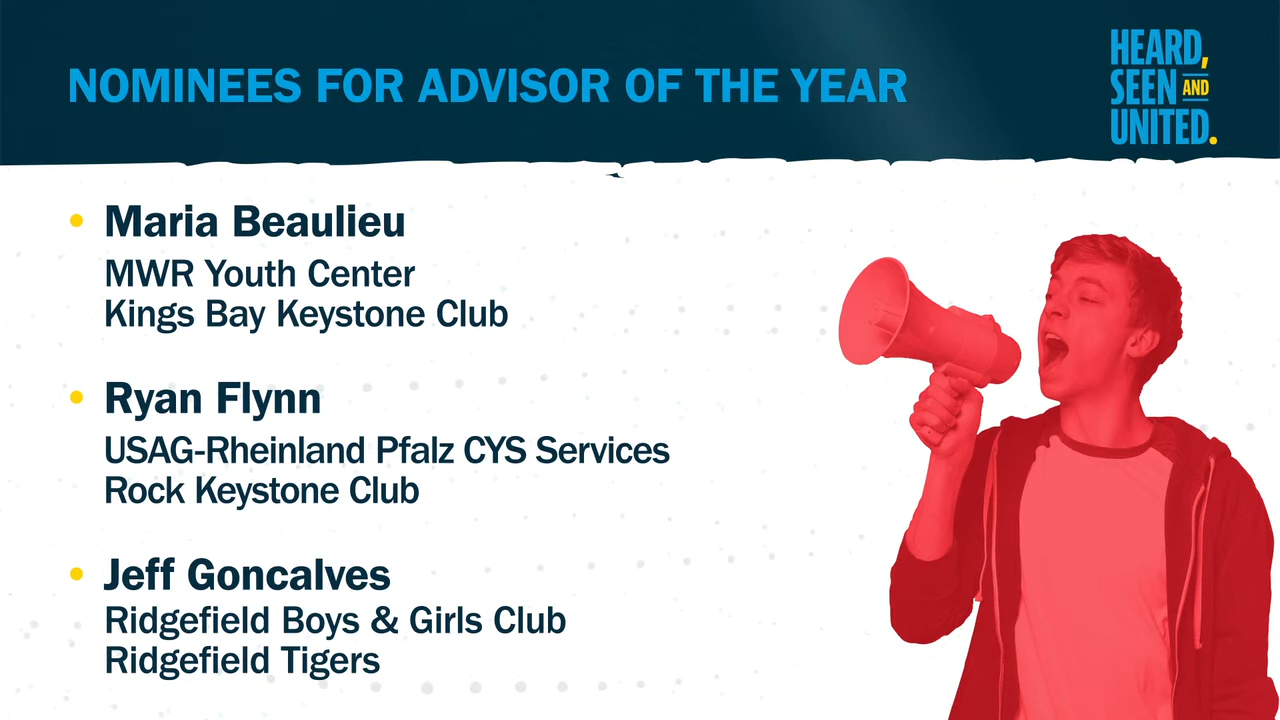 NOMINEES FOR ADVISOR OF THE YEAR
HEARD,
SEEN AND
UNITED.
• Maria Beaulieu
MWR Youth Center
Kings Bay Keystone Club
• Ryan Flynn
USAG-Rheinland Pfalz CYS Services
Rock Keystone Club
• Jeff Goncalves
Ridgefield Boys & Girls Club
Ridgefield Tigers